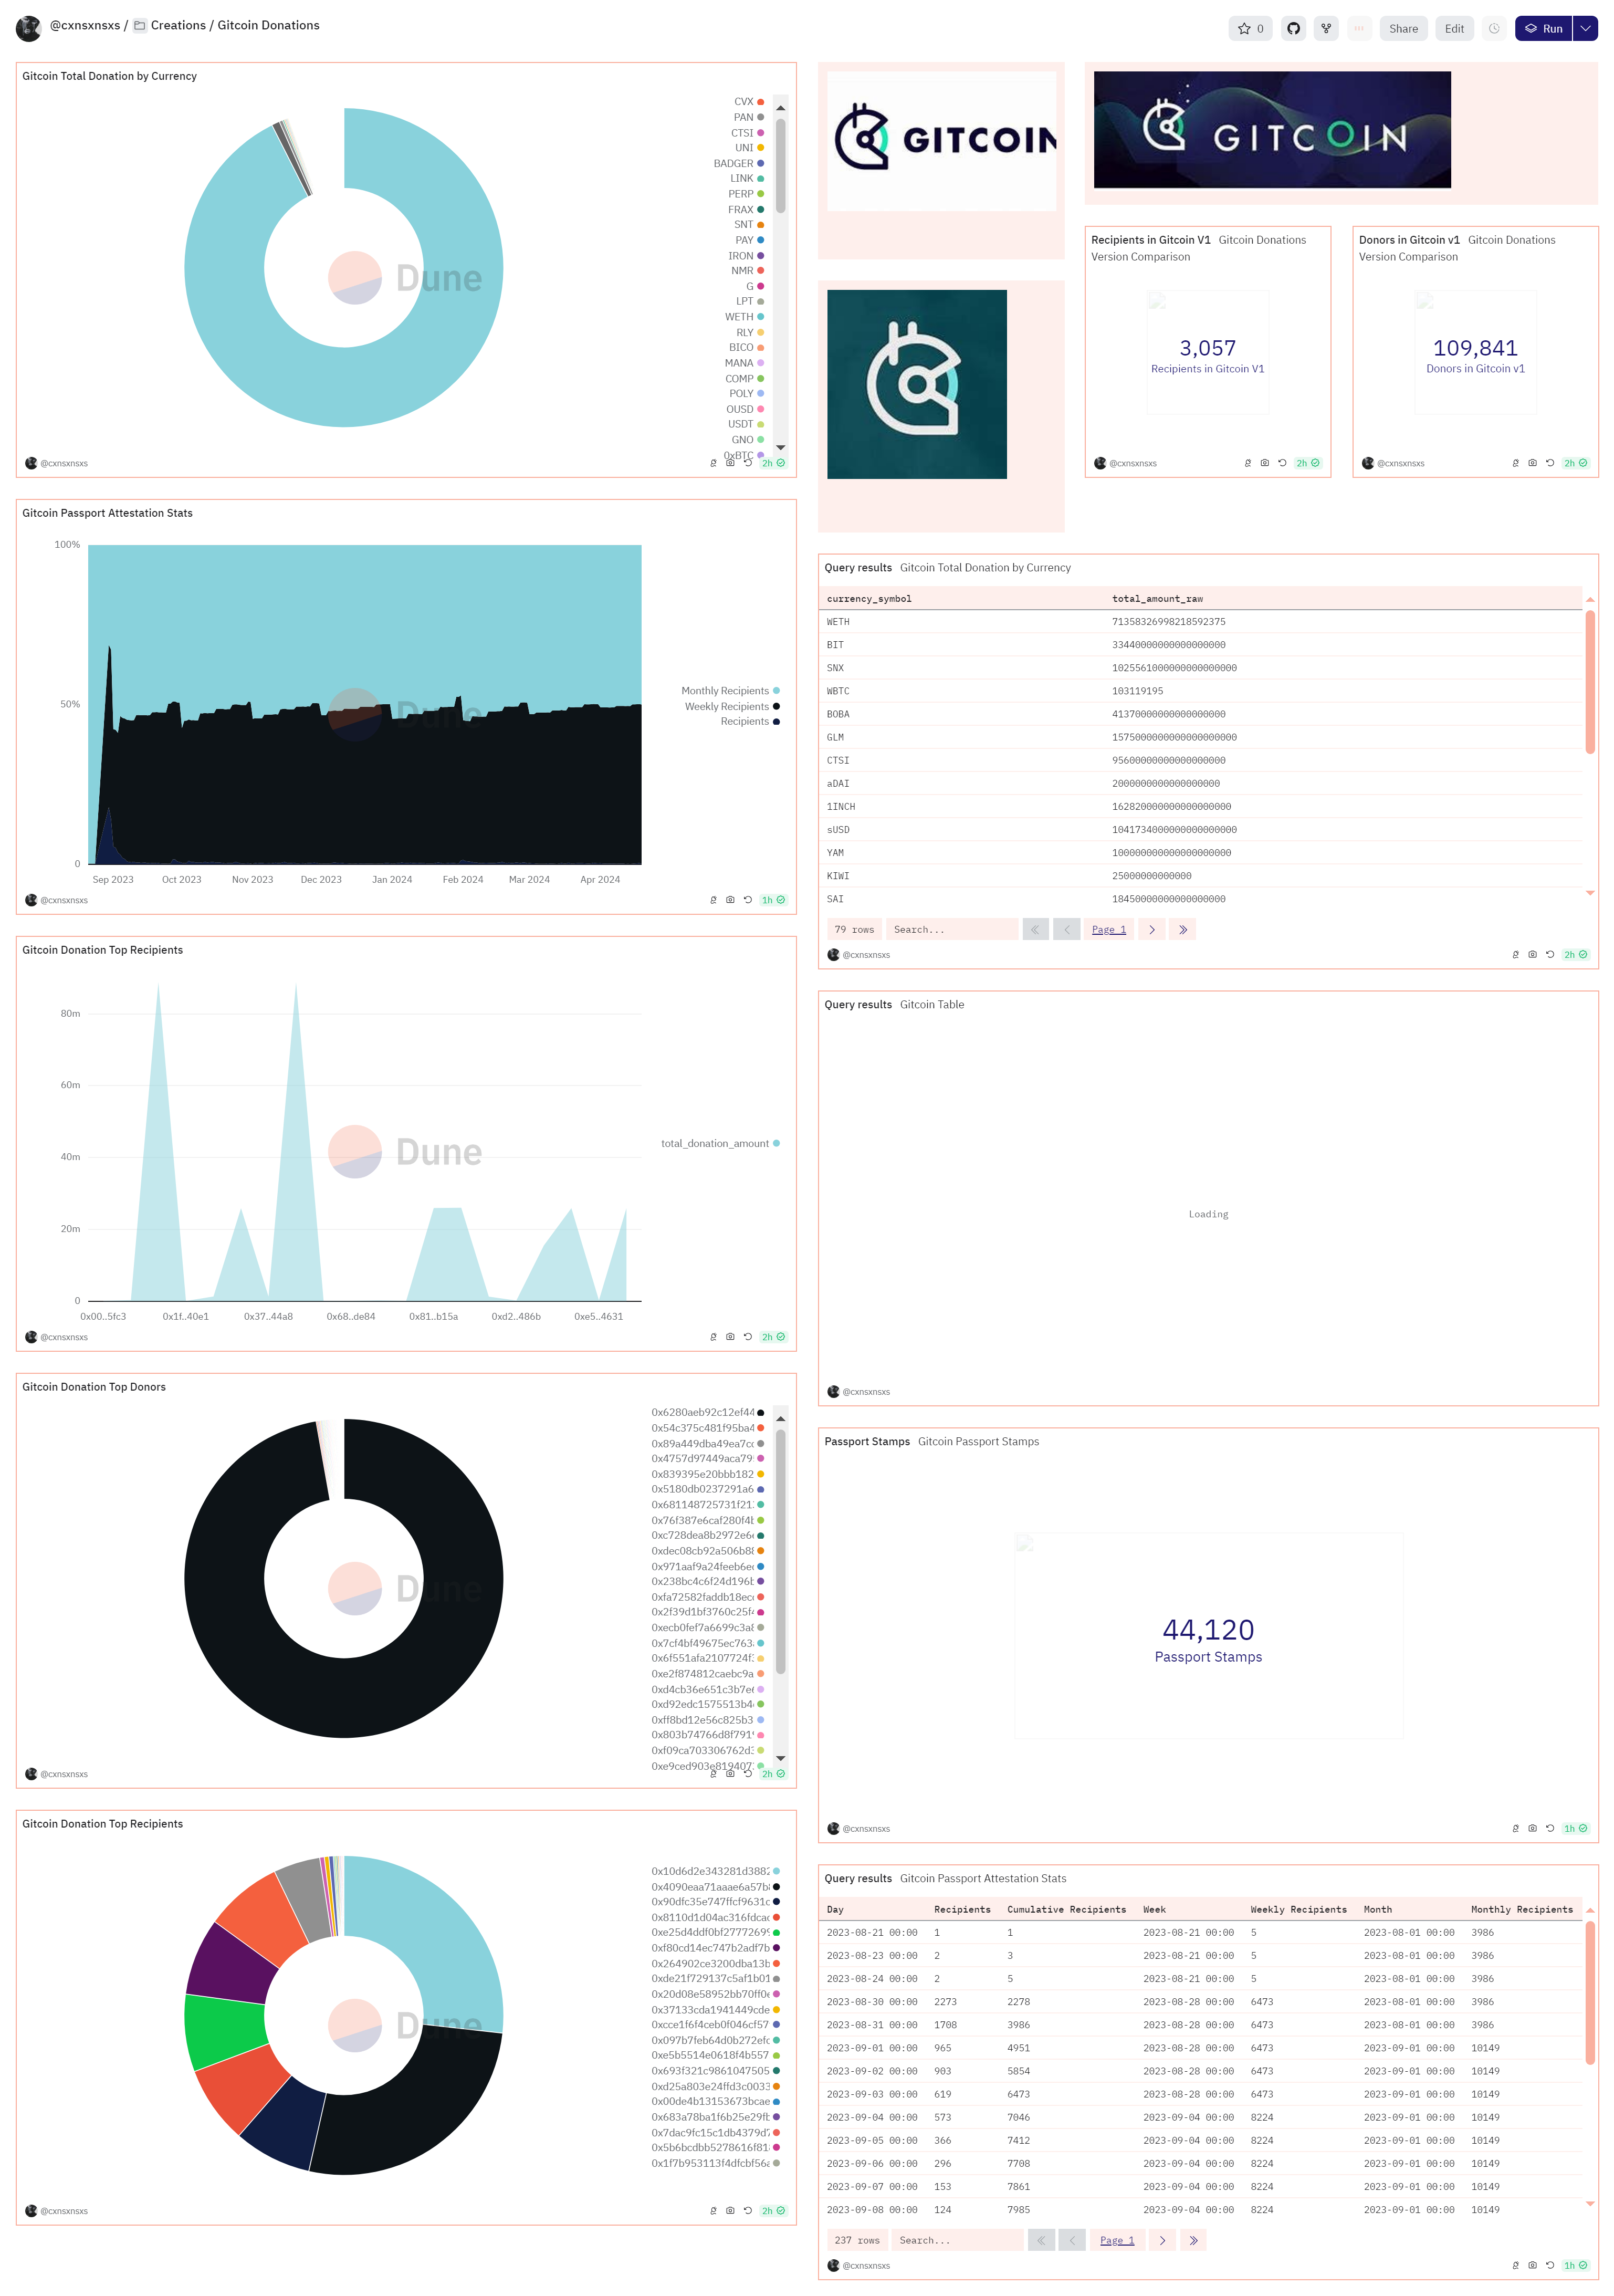 @cxnsxnsxs / Creations / Gitcoin Donations
0
Share
Edit
Run
Gitcoin Total Donation by Currency
CVX
PAN
CTSI
UNI
BADGER
LINK
PERP
FRAX
SNT
PAY
IRON
NMR
G
LPT
WETH
RLY
BICO
MANA
COMP
POLY
OUSD
USDT
GNO
0xBTC
Dune
@cxnsxnsxs
2h
GITCOIN
GITCOIN
Recipients in Gitcoin V1 Gitcoin Donations
Version Comparison
3,057
Recipients in Gitcoin V1
@cxnsxnsxs
2h
Donors in Gitcoin v1 Gitcoin Donations
Version Comparison
109,841
Donors in Gitcoin v1
@cxnsxnsxs
2h
Gitcoin Passport Attestation Stats
100%
50%
0
Sep 2023 Oct 2023 Nov 2023 Dec 2023 Jan 2024 Feb 2024 Mar 2024 Apr 2024
Monthly Recipients
Weekly Recipients
Recipients
Dune
@cxnsxnsxs
1h
Query results Gitcoin Total Donation by Currency
currency_symbol total_amount_raw
WETH 71358326998218592375
BIT 33440000000000000000
SNX 1025561000000000000000
WBTC 103119195
BOBA 41370000000000000000
GLM 1575000000000000000000
CTSI 95600000000000000000
aDAI 2000000000000000000
1INCH 162820000000000000000
sUSD 1041734000000000000000
YAM 100000000000000000000
KIWI 25000000000000
SAI 18450000000000000000
79 rows Search... Page 1
@cxnsxnsxs
2h
Gitcoin Donation Top Recipients
80m
60m
40m
20m
0
0x00..5fc3 0x1f..40e1 0x37..44a8 0x68..de84 0x81..b15a 0xd2..486b 0xe5..4631
total_donation_amount
Dune
@cxnsxnsxs
2h
Query results Gitcoin Table
Loading
@cxnsxnsxs
Gitcoin Donation Top Donors
0x6280aeb92c12ef44
0x54c375c481f95ba4
0x89a449dba49ea7cc
0x4757d97449aca79
0x839395e20bbb182
0x5180db0237291a6
0x681148725731f21
0x76f387e6caf280f4b
0xc728dea8b2972e6
0xdec08cb92a506b88
0x971aaf9a24feeb6ec
0x238bc4c6f24d196b
0xfa72582faddb18ec
0x2f39d1bf3760c25f4
0xecb0fef7a6699c3a8
0x7cf4bf49675ec763
0x6f551afa2107724f
0xe2f874812caebc9a
0xd4cb36e651c3b7e6
0xd92edc1575513b4
0xff8bd12e56c825b3
0x803b74766d8f791
0xf09ca703306762d3
0xe9ced903e819407
Dune
@cxnsxnsxs
2h
Passport Stamps Gitcoin Passport Stamps
44,120
Passport Stamps
@cxnsxnsxs
1h
Gitcoin Donation Top Recipients
0x10d6d2e343281d3882
0x4090eaa71aaae6a57b
0x90dfc35e747ffcf9631c
0x8110d1d04ac316fdcac
0xe25d4ddf0bf27772699
0xf80cd14ec747b2adf7b
0x264902ce3200dba13b
0xde21f729137c5af1b01
0x20d08e58952bb70ff0
0x37133cda1941449cde
0xcce1f6f4ceb0f046cf57
0x097b7feb64d0b272efc
0xe5b5514e0618f4b557
0x693f321c9861047505
0xd25a803e24ffd3c0033
0x00de4b13153673bcae
0x683a78ba1f6b25e29fb
0x7dac9fc15c1db4379d
0x5b6bcdbb5278616f81
0x1f7b953113f4dfcbf56
Dune
@cxnsxnsxs
2h
Query results Gitcoin Passport Attestation Stats
Day Recipients Cumulative Recipients Week Weekly Recipients Month Monthly Recipients
2023-08-21 00:00 1 1 2023-08-21 00:00 5 2023-08-01 00:00 3986
2023-08-23 00:00 2 3 2023-08-21 00:00 5 2023-08-01 00:00 3986
2023-08-24 00:00 2 5 2023-08-21 00:00 5 2023-08-01 00:00 3986
2023-08-30 00:00 2273 2278 2023-08-28 00:00 6473 2023-08-01 00:00 3986
2023-08-31 00:00 1708 3986 2023-08-28 00:00 6473 2023-08-01 00:00 3986
2023-09-01 00:00 965 4951 2023-08-28 00:00 6473 2023-09-01 00:00 10149
2023-09-02 00:00 903 5854 2023-08-28 00:00 6473 2023-09-01 00:00 10149
2023-09-03 00:00 619 6473 2023-08-28 00:00 6473 2023-09-01 00:00 10149
2023-09-04 00:00 573 7046 2023-09-04 00:00 8224 2023-09-01 00:00 10149
2023-09-05 00:00 366 7412 2023-09-04 00:00 8224 2023-09-01 00:00 10149
2023-09-06 00:00 296 7708 2023-09-04 00:00 8224 2023-09-01 00:00 10149
2023-09-07 00:00 153 7861 2023-09-04 00:00 8224 2023-09-01 00:00 10149
2023-09-08 00:00 124 7985 2023-09-04 00:00 8224 2023-09-01 00:00 10149
237 rows Search... Page 1
@cxnsxnsxs
1h